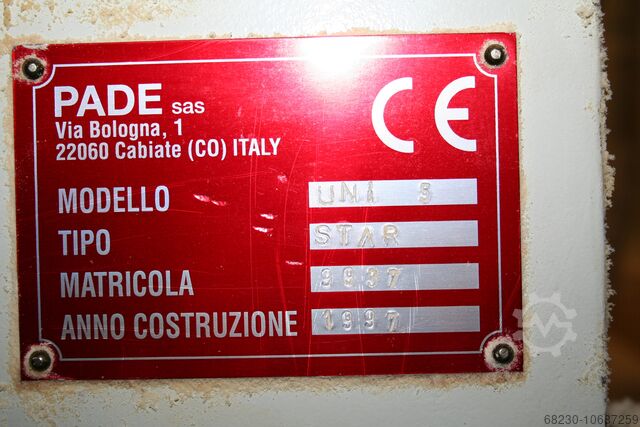 PADE sas
Via Bologna, 1
22060 Cabiate (CO) ITALY
CE
MODELLO UNI 5
TIPO STAR
MATRICOLA 9937
ANNO COSTRUZIONE 1997
68230-10687259